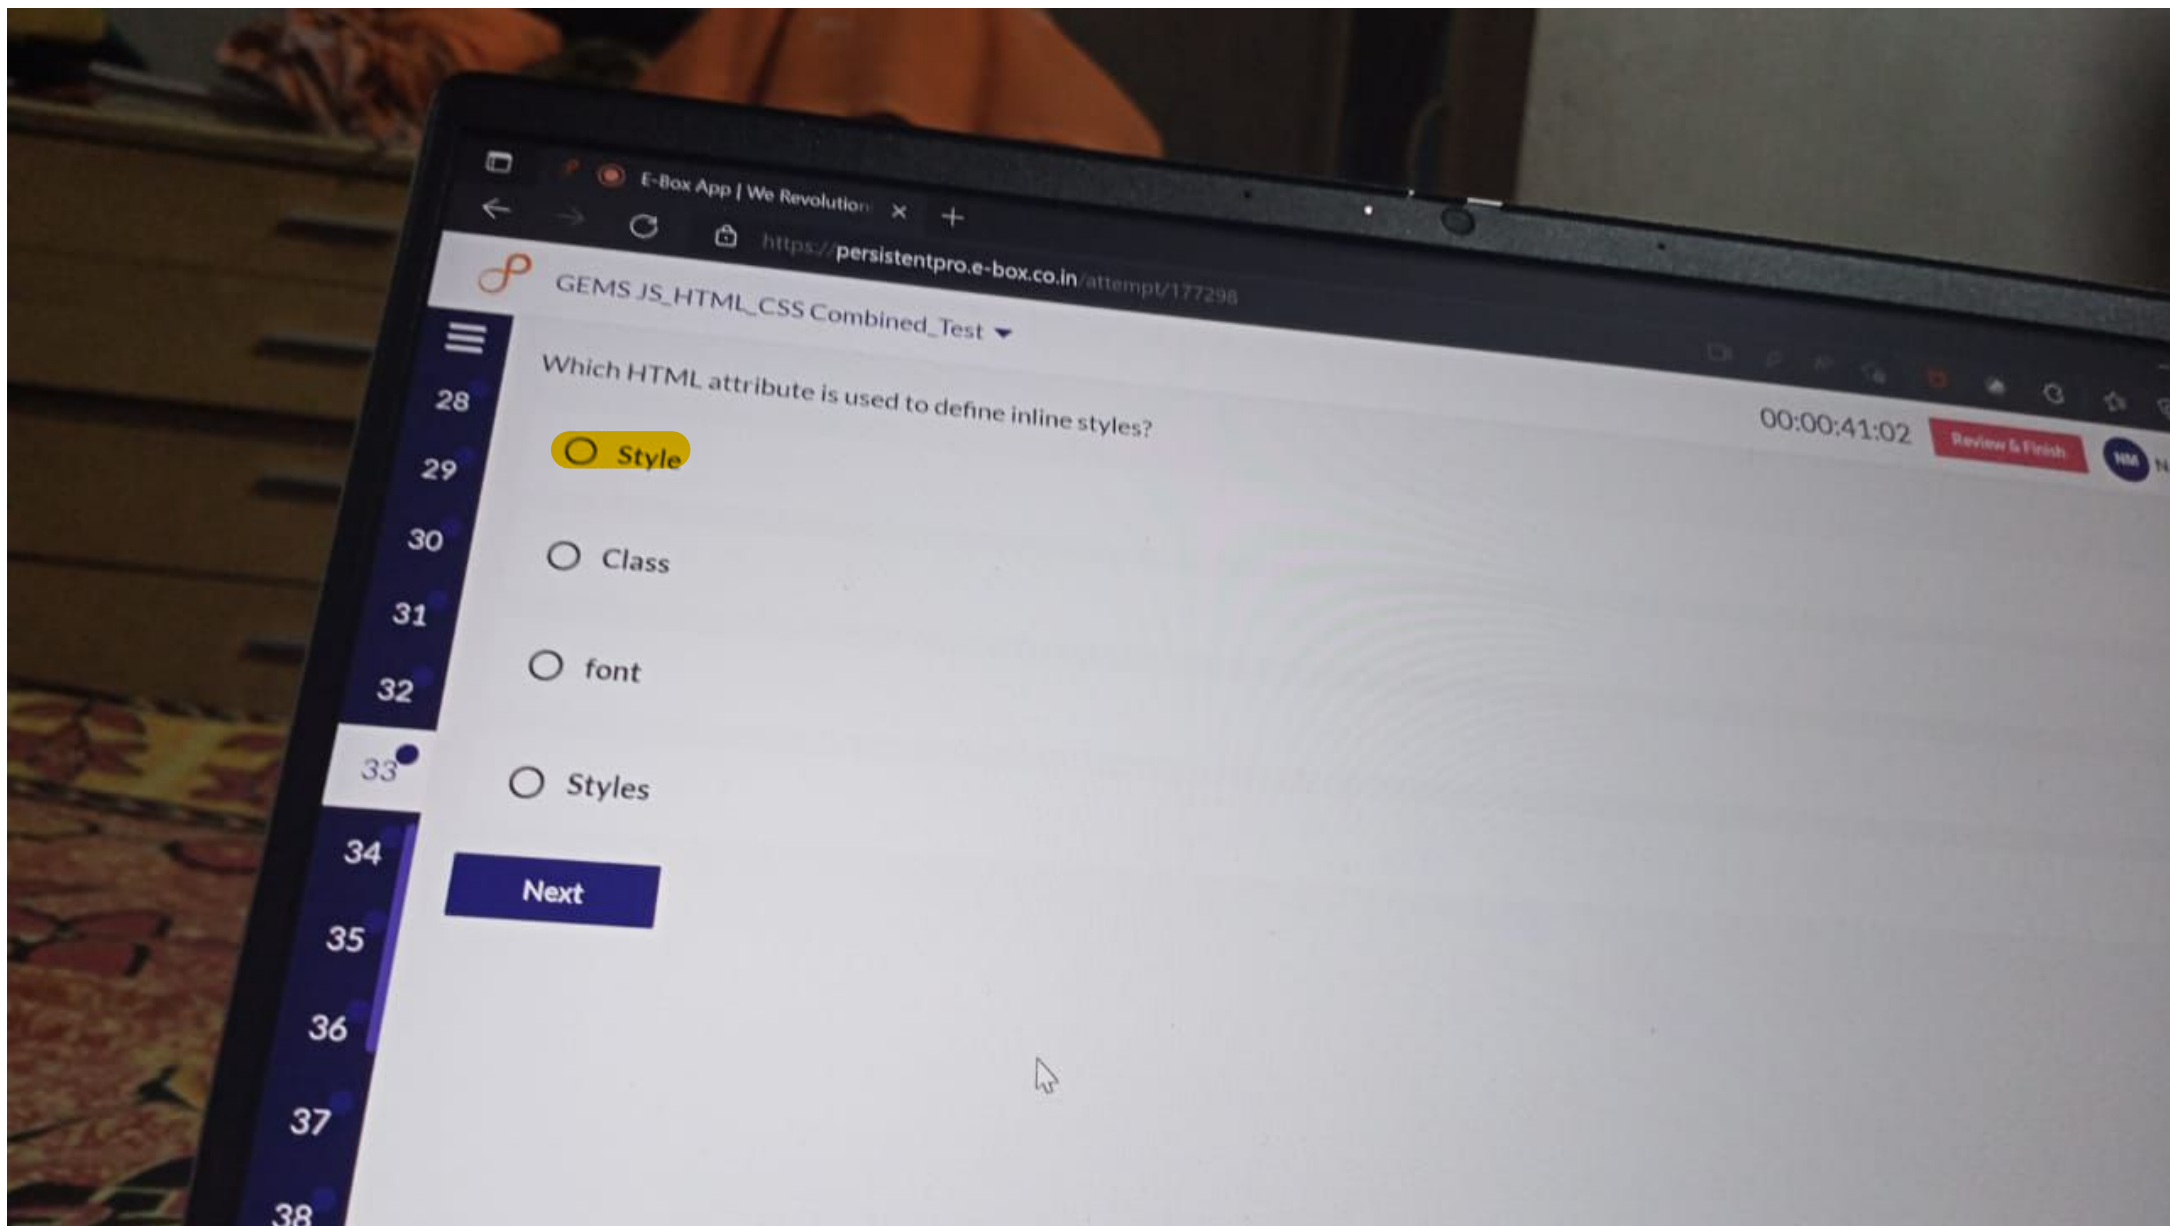 E-Box App | We Revolution
https://persistentpro.e-box.co.in/attempt/177298
GEMS JS_HTML_CSS Combined_Test
00:00:41:02
Review & Finish
NM
N
Which HTML attribute is used to define inline styles?
Style
Class
font
Styles
Next
28
29
30
31
32
33
34
35
36
37
38